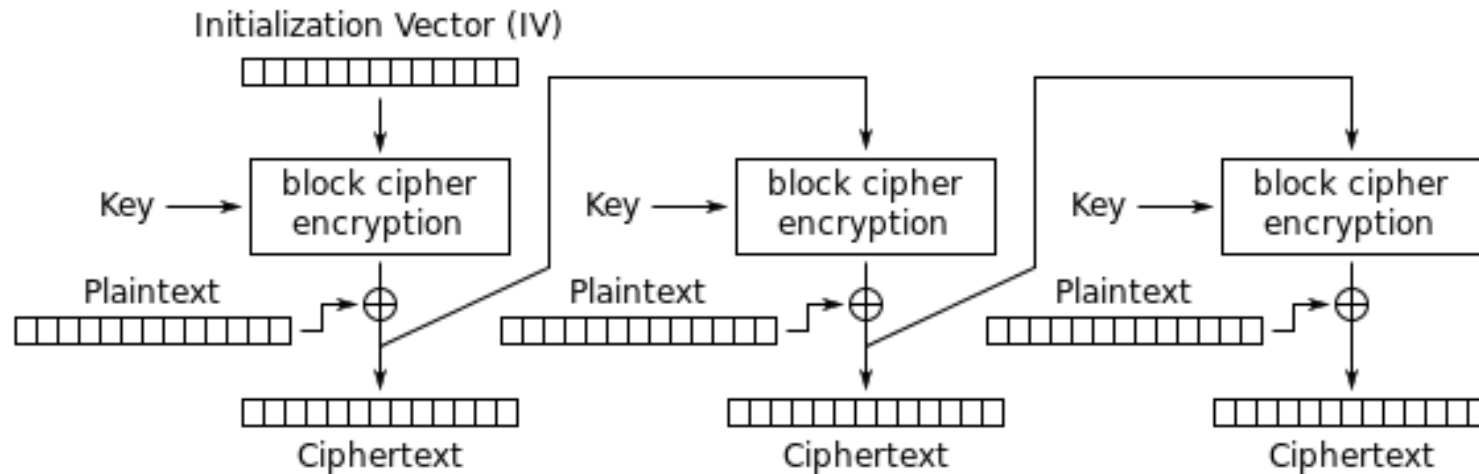 Initialization Vector (IV)
Key
block cipher
encryption
Plaintext
Ciphertext
Key
block cipher
encryption
Plaintext
Ciphertext
Key
block cipher
encryption
Plaintext
Ciphertext